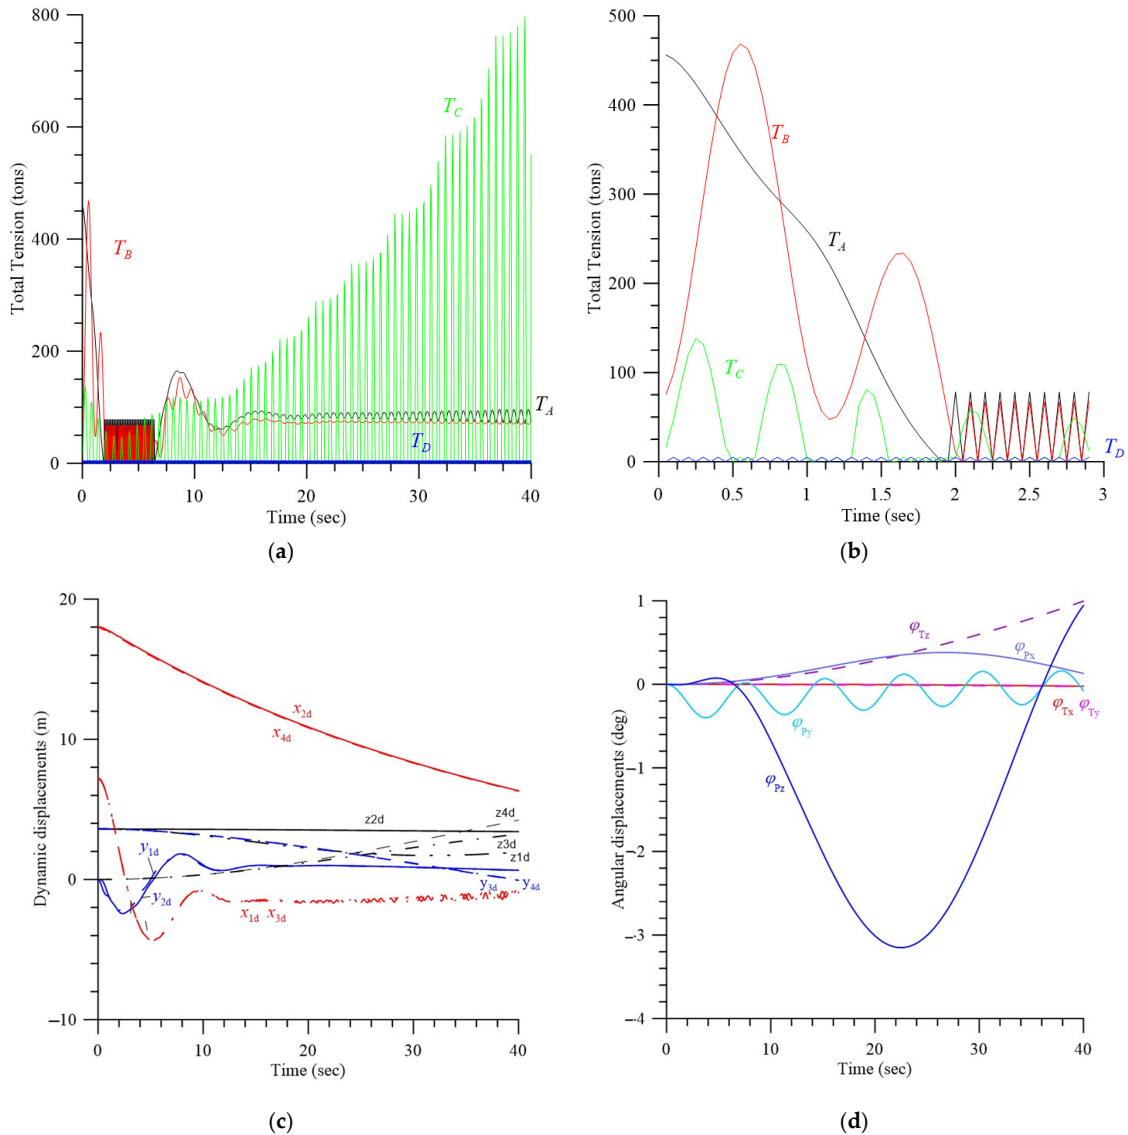 800
600
400
200
0
Total Tension (tons)
T_C
T_B
T_A
T_D
0 10 20 30 40
Time (sec)
(a)
500
400
300
200
100
0
Total Tension (tons)
T_B
T_A
T_C
T_D
0 0.5 1 1.5 2 2.5 3
Time (sec)
(b)
20
10
0
−10
Dynamic displacements (m)
x_2d
x_4d
z2d
z4d
z3d
z1d
y_1d
y_2d
y_3d y_4d
x_1d x_3d
0 10 20 30 40
Time (sec)
(c)
1
0
−1
−2
−3
−4
Angular displacements (deg)
φ_Tz
φ_Px
φ_Tx φ_Ty
φ_Py
φ_Pz
0 10 20 30 40
Time (sec)
(d)